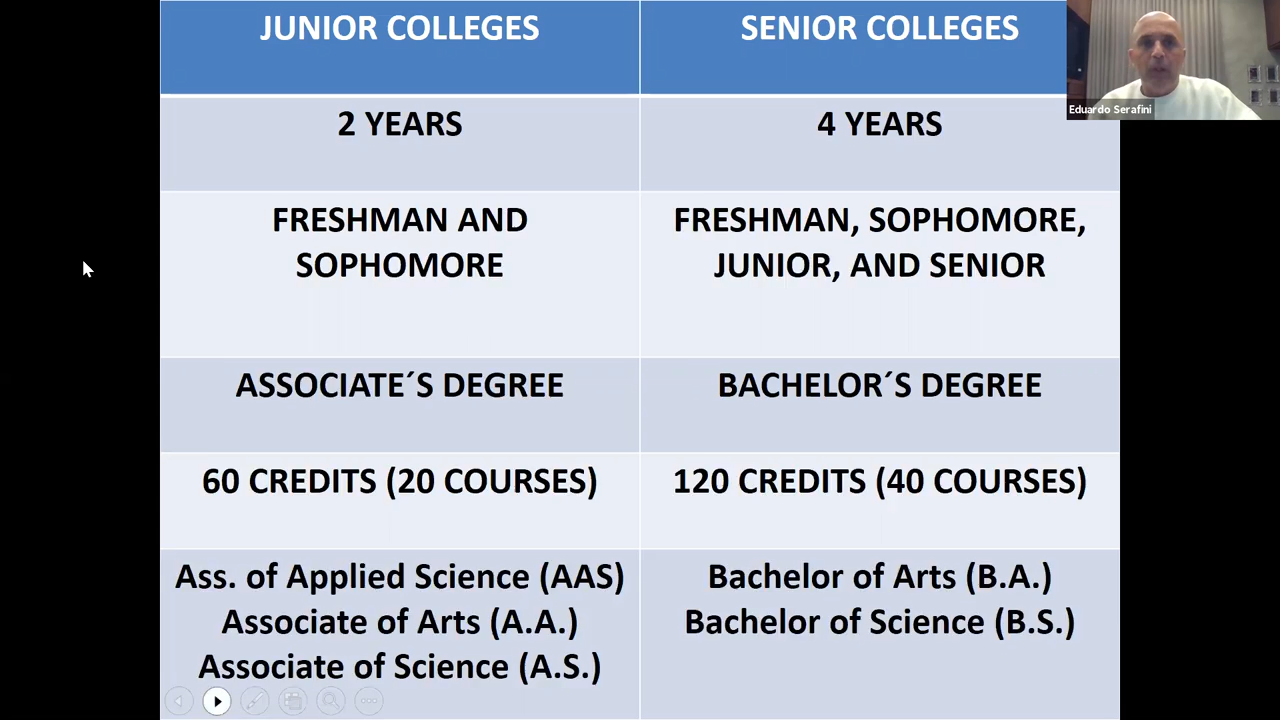 JUNIOR COLLEGES
SENIOR COLLEGES
Eduardo Serafini
2 YEARS
4 YEARS
FRESHMAN AND
SOPHOMORE
FRESHMAN, SOPHOMORE,
JUNIOR, AND SENIOR
ASSOCIATE´S DEGREE
BACHELOR´S DEGREE
60 CREDITS (20 COURSES)
120 CREDITS (40 COURSES)
Ass. of Applied Science (AAS)
Associate of Arts (A.A.)
Associate of Science (A.S.)
Bachelor of Arts (B.A.)
Bachelor of Science (B.S.)